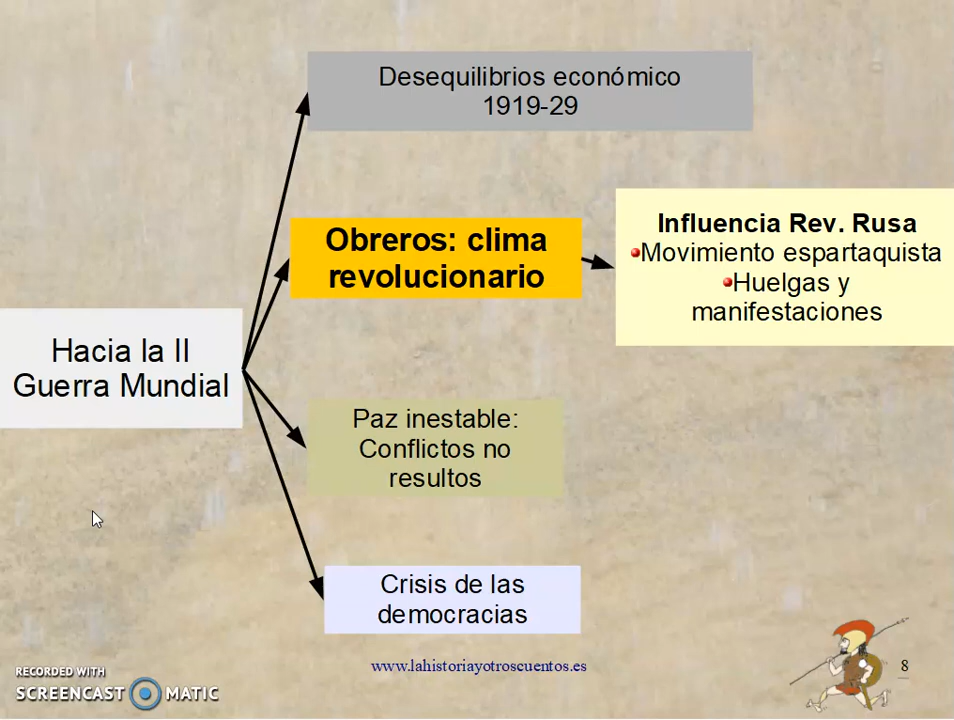 Desequilibrios económico
1919-29
Obreros: clima
revolucionario
Influencia Rev. Rusa
Movimiento espartaquista
Huelgas y
manifestaciones
Hacia la II
Guerra Mundial
Paz inestable:
Conflictos no
resultos
Crisis de las
democracias
www.lahistoriayotroscuentos.es
8
RECORDED WITH
SCREENCAST MATIC